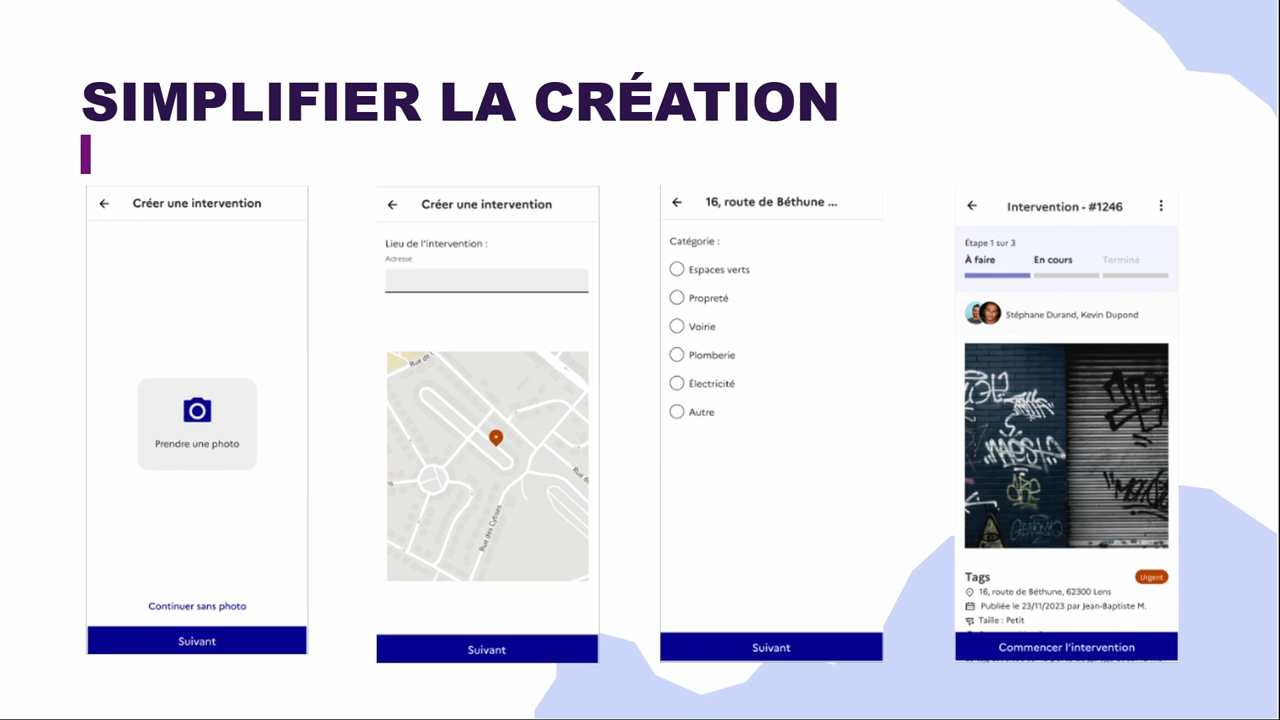 SIMPLIFIER LA CRÉATION
Créer une intervention
Prendre une photo
Continuer sans photo
Suivant
Créer une intervention
Lieu de l'intervention :
Adresse
Rue de
Rue des Cytises
Suivant
16, route de Béthune ...
Catégorie :
Espaces verts
Propreté
Voirie
Plomberie
Électricité
Autre
Suivant
Intervention - #1246
Étape 1 sur 3
À faire En cours Terminé
Stéphane Durand, Kevin Dupond
Tags Urgent
16, route de Béthune, 62300 Lens
Publiée le 23/11/2023 par Jean-Baptiste M.
Taille : Petit
Commencer l'intervention